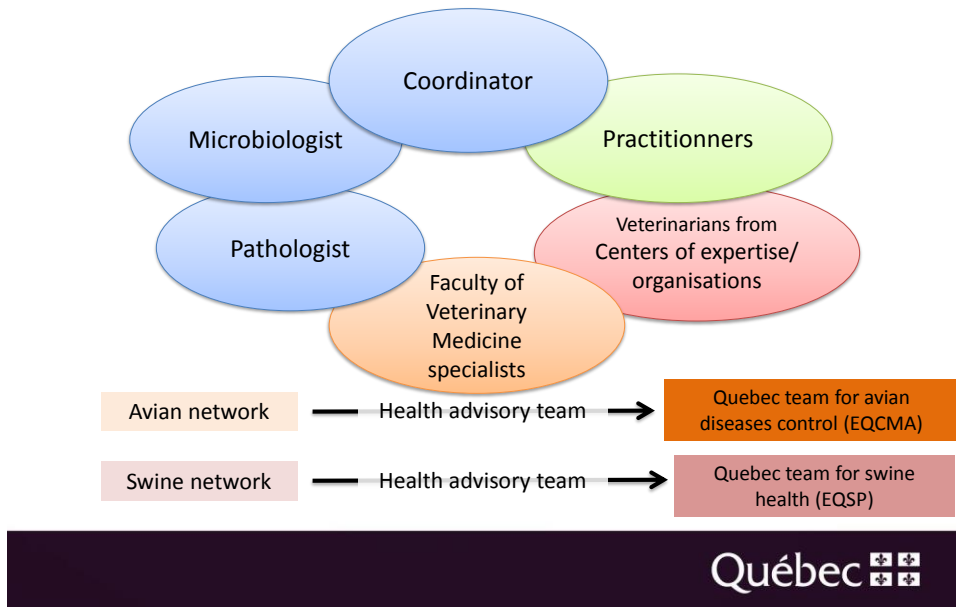 Coordinator
Microbiologist
Practitionners
Pathologist
Veterinarians from
Centers of expertise/
organisations
Faculty of
Veterinary
Medicine
specialists
Avian network
Health advisory team
Quebec team for avian
diseases control (EQCMA)
Swine network
Health advisory team
Quebec team for swine
health (EQSP)
Québec